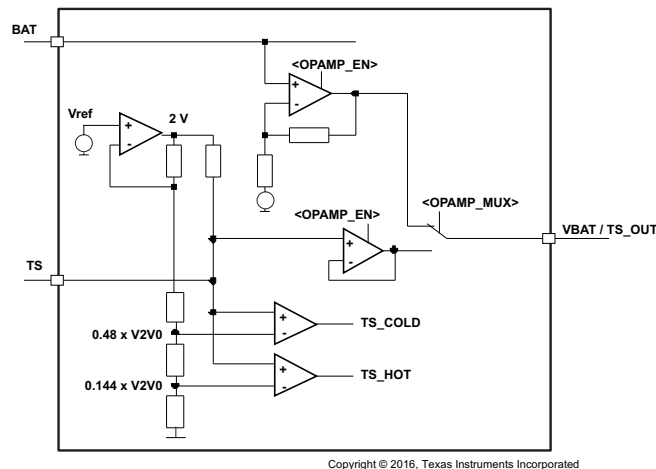 BAT
<OPAMP_EN>
+
-
Vref
2 V
+
-
<OPAMP_EN>
<OPAMP_MUX>
VBAT / TS_OUT
+
-
TS
+
-
TS_COLD
0.48 x V2V0
+
-
TS_HOT
0.144 x V2V0
Copyright © 2016, Texas Instruments Incorporated